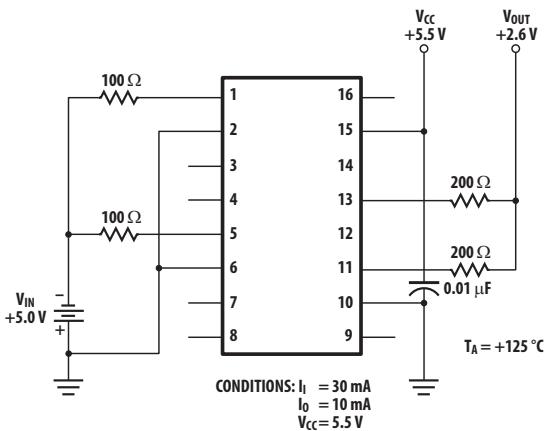 VCC
+5.5 V
VOUT
+2.6 V
100 Ω
1
16
2
15
3
14
200 Ω
4
13
100 Ω
5
12
200 Ω
6
11
0.01 μF
VIN
+5.0 V
−
+
7
10
8
9
TA = +125 °C
CONDITIONS: II = 30 mA
IO = 10 mA
VCC = 5.5 V